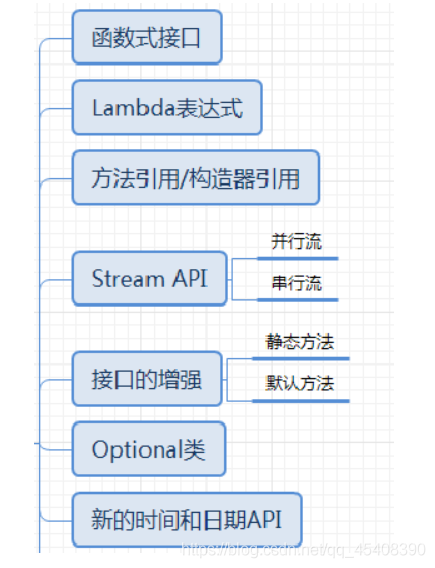 函数式接口
Lambda表达式
方法引用/构造器引用
Stream API
并行流
串行流
接口的增强
静态方法
默认方法
Optional类
新的时间和日期API
https://blog.csdn.net/qq_45408390